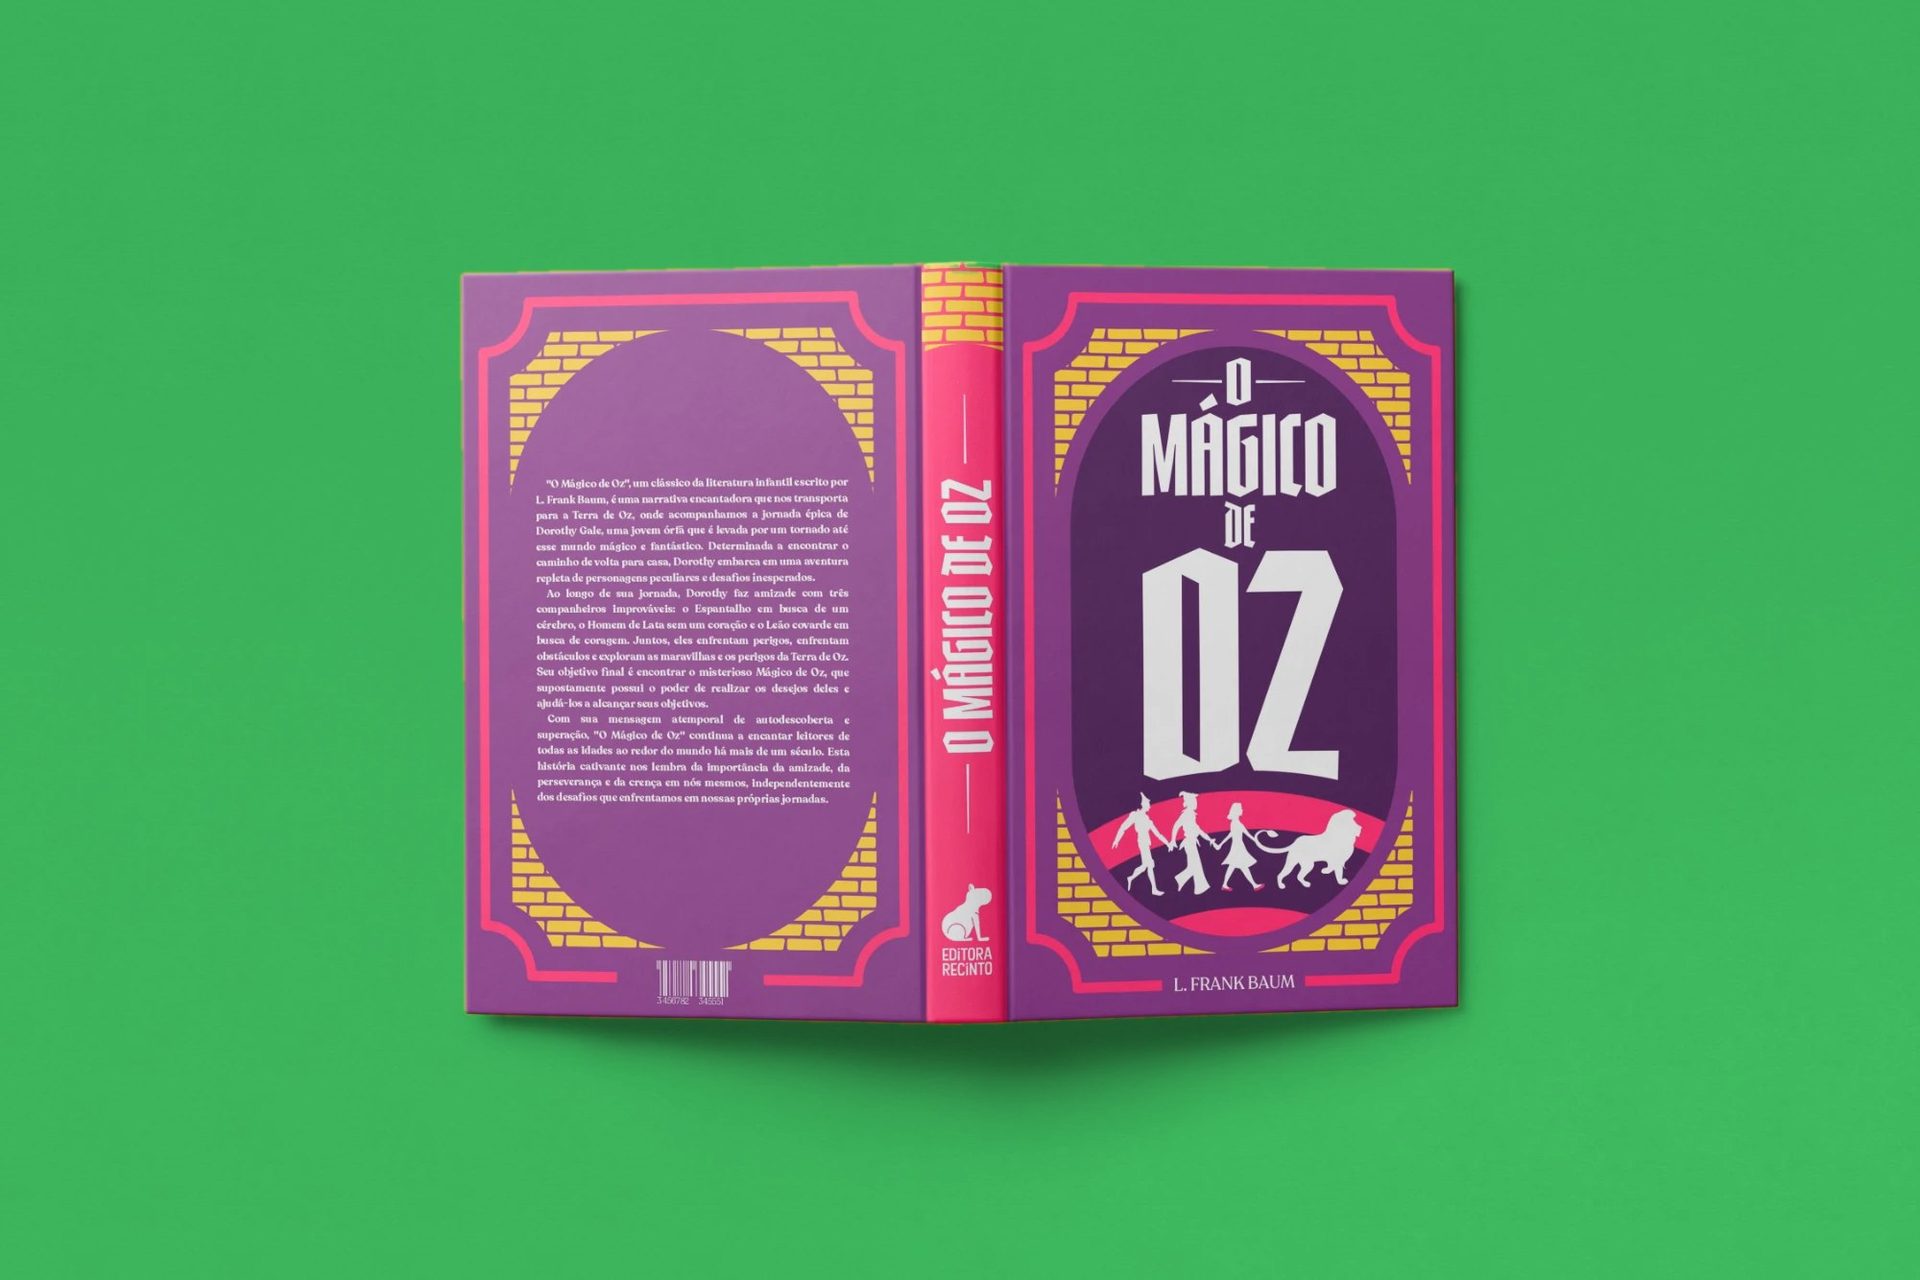 "O Mágico de Oz", um clássico da literatura infantil escrito por
L. Frank Baum, é uma narrativa encantadora que nos transporta
para a Terra de Oz, onde acompanhamos a jornada épica de
Dorothy Gale, uma jovem órfã que é levada por um tornado até
esse mundo mágico e fantástico. Determinada a encontrar o
caminho de volta para casa, Dorothy embarca em uma aventura
repleta de personagens peculiares e desafios inesperados.
Ao longo de sua jornada, Dorothy faz amizade com três
companheiros improváveis: o Espantalho em busca de um
cérebro, o Homem de Lata sem um coração e o Leão covarde em
busca de coragem. Juntos, eles enfrentam perigos, enfrentam
obstáculos e exploram as maravilhas e os perigos da Terra de Oz.
Seu objetivo final é encontrar o misterioso Mágico de Oz, que
supostamente possui o poder de realizar os desejos deles e
ajudá-los a alcançar seus objetivos.
Com sua mensagem atemporal de autodescoberta e
superação, "O Mágico de Oz" continua a encantar leitores de
todas as idades ao redor do mundo há mais de um século. Esta
história cativante nos lembra da importância da amizade, da
perseverança e da crença em nós mesmos, independentemente
dos desafios que enfrentamos em nossas próprias jornadas.
3 456782 345551
O MÁGICO DE OZ
EDITORA
RECINTO
O
MÁGICO
DE
OZ
L. FRANK BAUM